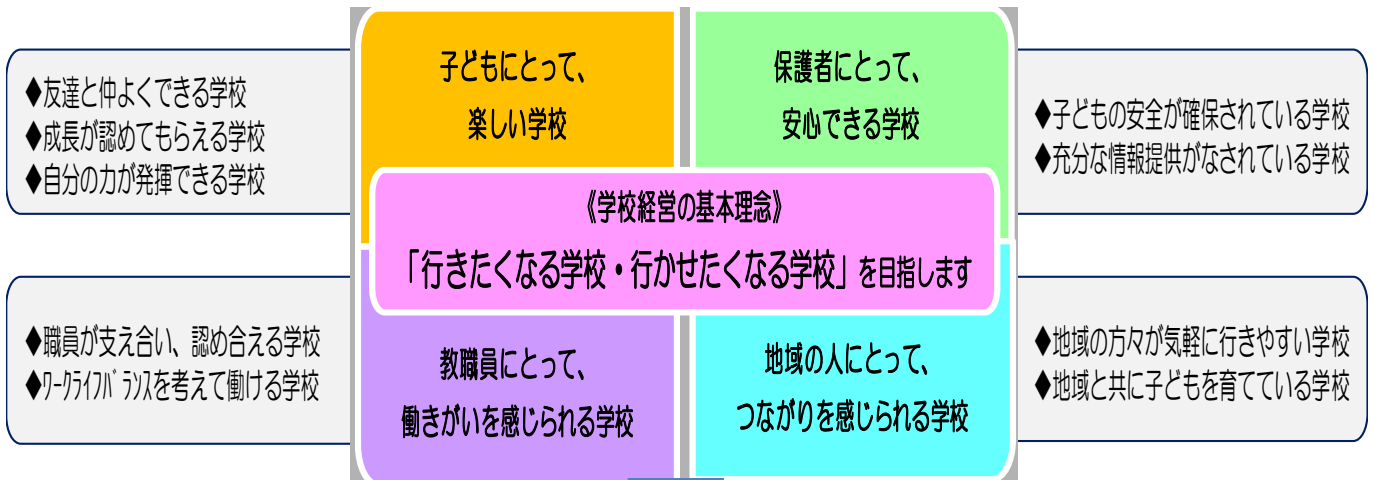 ◆友達と仲よくできる学校
◆成長が認めてもらえる学校
◆自分の力が発揮できる学校
子どもにとって、
楽しい学校
保護者にとって、
安心できる学校
◆子どもの安全が確保されている学校
◆充分な情報提供がなされている学校
《学校経営の基本理念》
「行きたくなる学校・行かせたくなる学校」を目指します
◆職員が支え合い、認め合える学校
◆ﾜｰｸﾗｲﾌﾊﾞﾗﾝｽを考えて働ける学校
教職員にとって、
働きがいを感じられる学校
地域の人にとって、
つながりを感じられる学校
◆地域の方々が気軽に行きやすい学校
◆地域と共に子どもを育てている学校